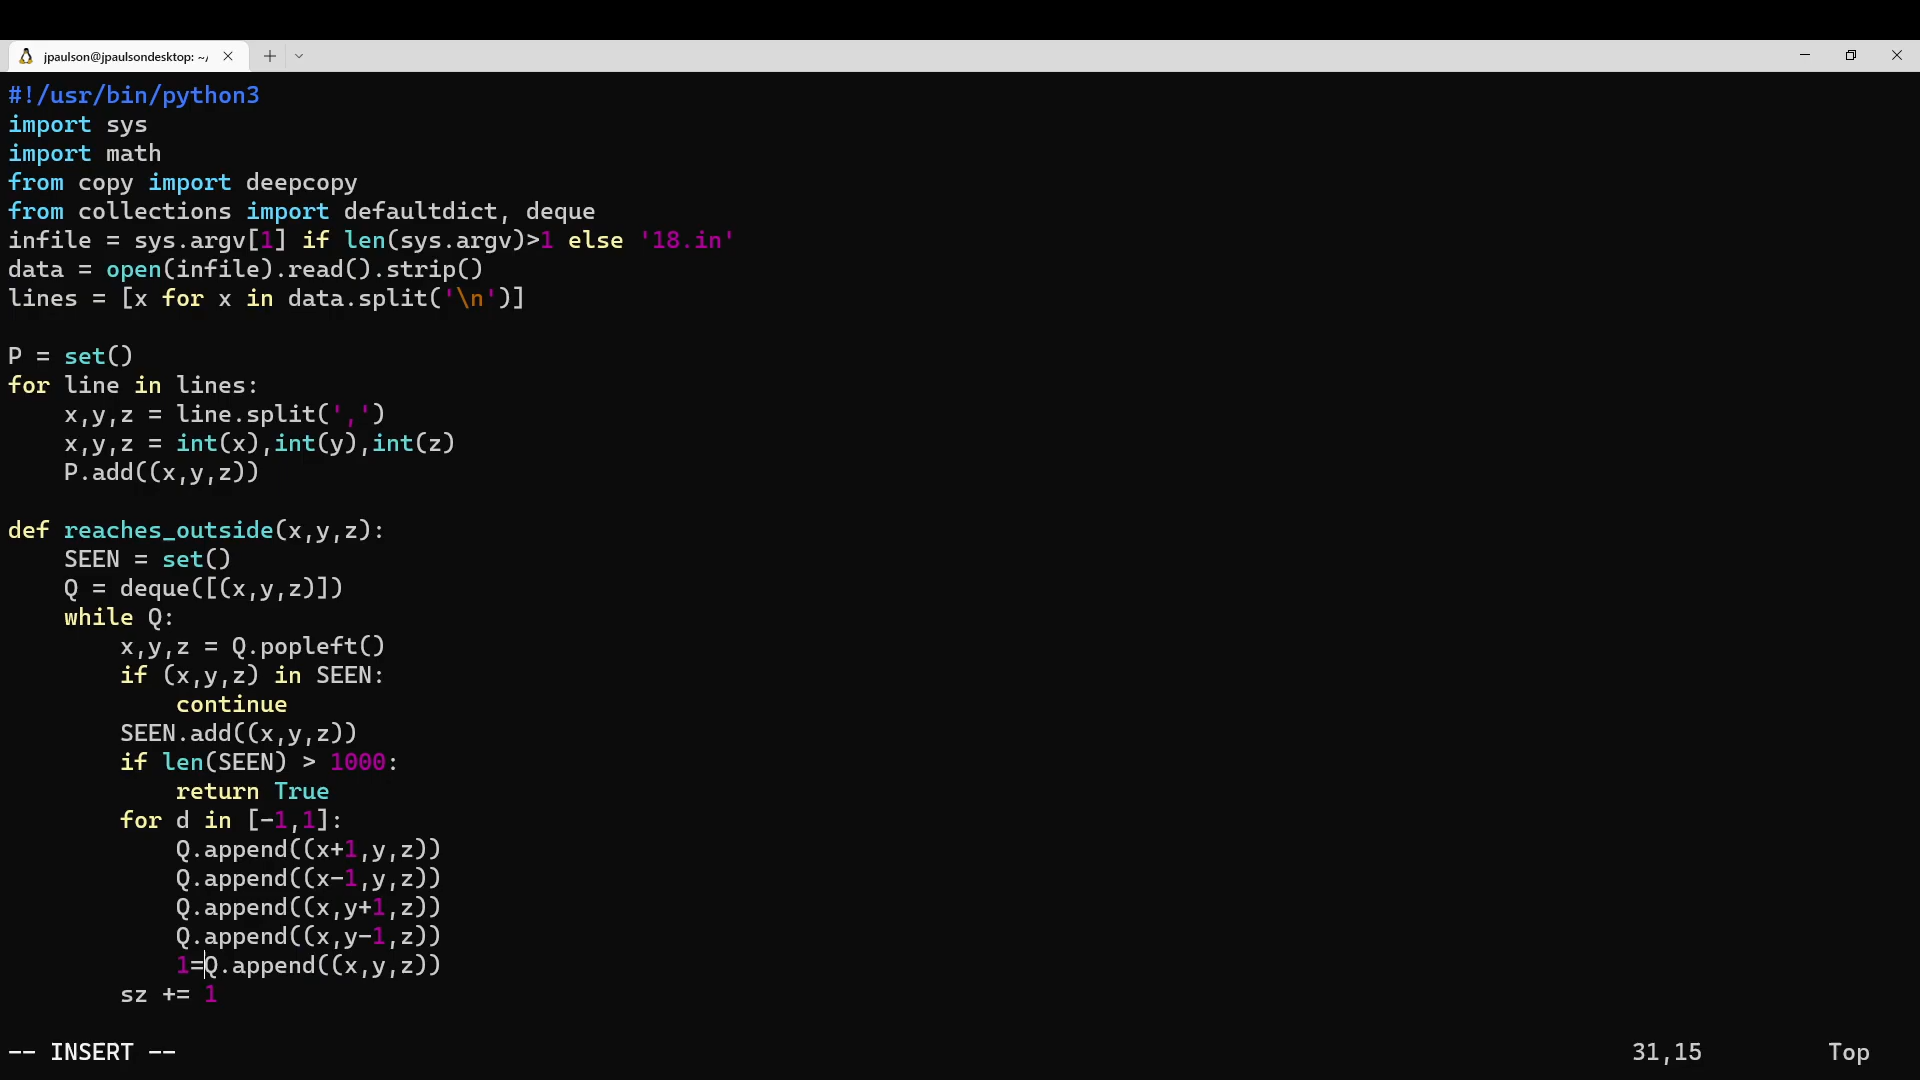 jpaulson@jpaulsondesktop: ~/
#!/usr/bin/python3
import sys
import math
from copy import deepcopy
from collections import defaultdict, deque
infile = sys.argv[1] if len(sys.argv)>1 else '18.in'
data = open(infile).read().strip()
lines = [x for x in data.split('\n')]

P = set()
for line in lines:
    x,y,z = line.split(',')
    x,y,z = int(x),int(y),int(z)
    P.add((x,y,z))

def reaches_outside(x,y,z):
    SEEN = set()
    Q = deque([(x,y,z)])
    while Q:
        x,y,z = Q.popleft()
        if (x,y,z) in SEEN:
            continue
        SEEN.add((x,y,z))
        if len(SEEN) > 1000:
            return True
        for d in [-1,1]:
            Q.append((x+1,y,z))
            Q.append((x-1,y,z))
            Q.append((x,y+1,z))
            Q.append((x,y-1,z))
            1=Q.append((x,y,z))
        sz += 1

-- INSERT -- 31,15 Top